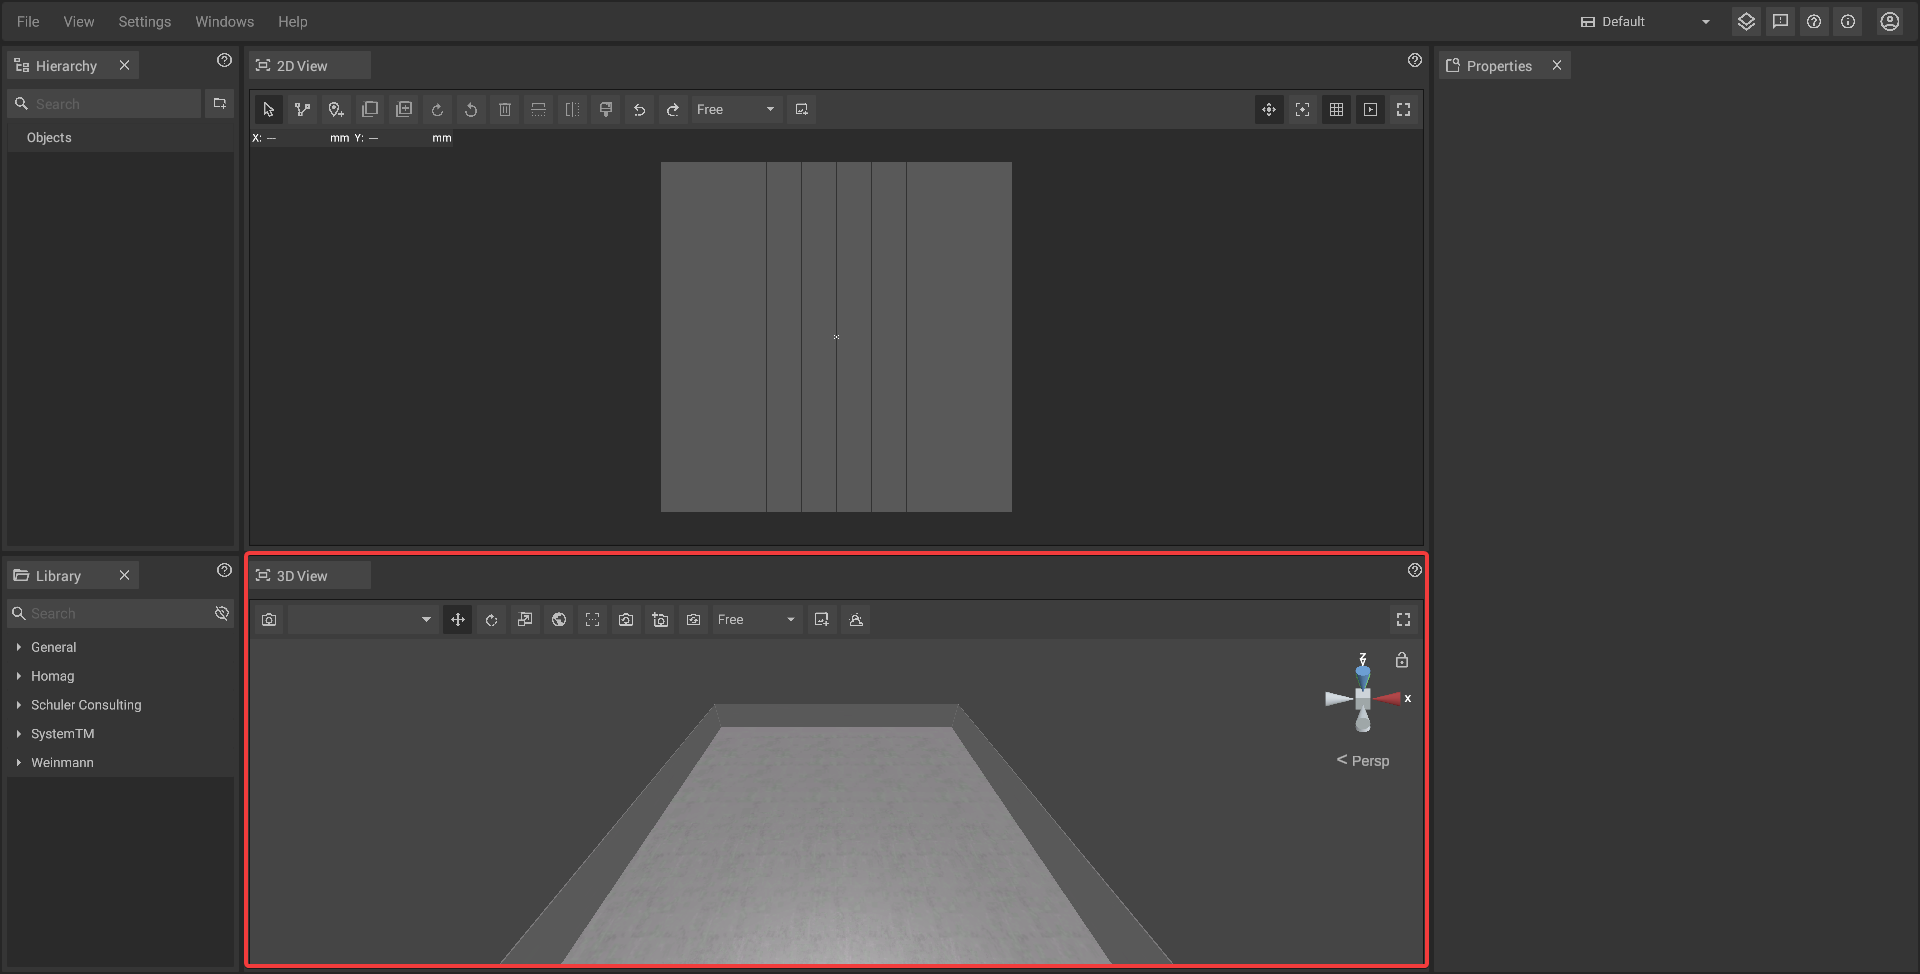 File View Settings Windows Help
Default
Hierarchy
Search
Objects
2D View
Free
X: --- mm Y: --- mm
Properties
Library
Search
General
Homag
Schuler Consulting
SystemTM
Weinmann
3D View
Free
Z
X
< Persp